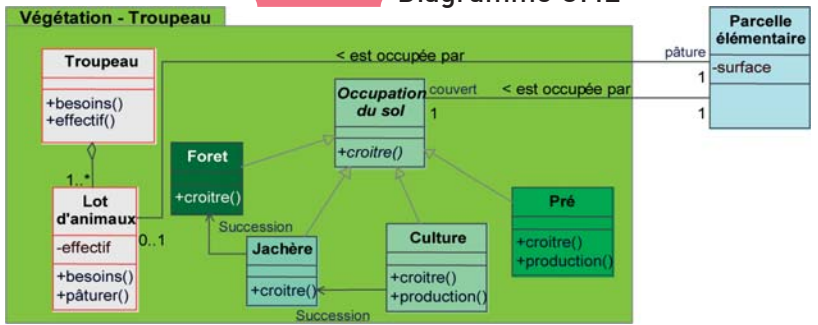 Diagramme UML
Végétation - Troupeau
Troupeau
+besoins()
+effectif()
1..*
Lot
d'animaux
-effectif
+besoins()
+pâturer()
0..1
< est occupée par
pâture
1
Occupation
du sol
+croitre()
couvert
1
< est occupée par
1
Parcelle
élémentaire
-surface
Foret
+croitre()
Succession
Jachère
+croitre()
Succession
Culture
+croitre()
+production()
Pré
+croitre()
+production()